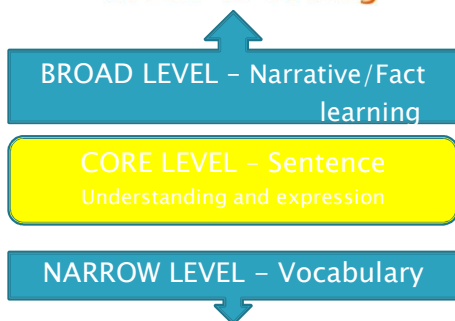 BROAD LEVEL – Narrative/Fact
learning
CORE LEVEL – Sentence
Understanding and expression
NARROW LEVEL – Vocabulary